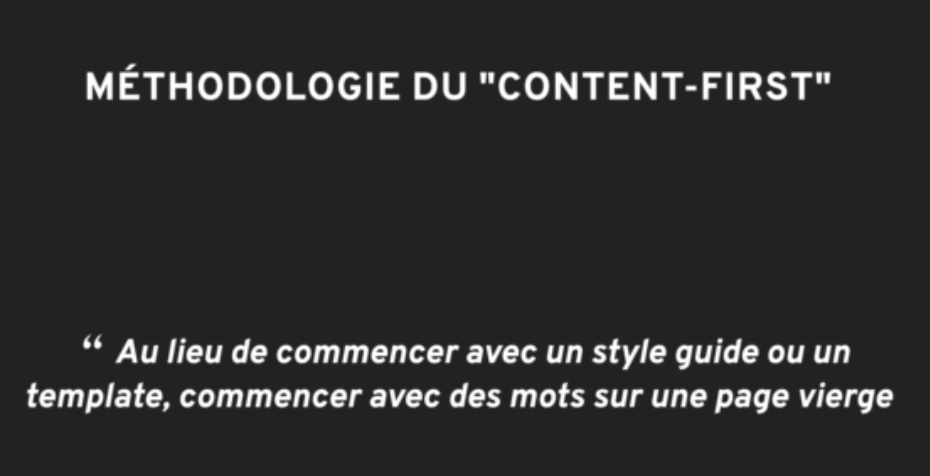 MÉTHODOLOGIE DU "CONTENT-FIRST"
“ Au lieu de commencer avec un style guide ou un
template, commencer avec des mots sur une page vierge